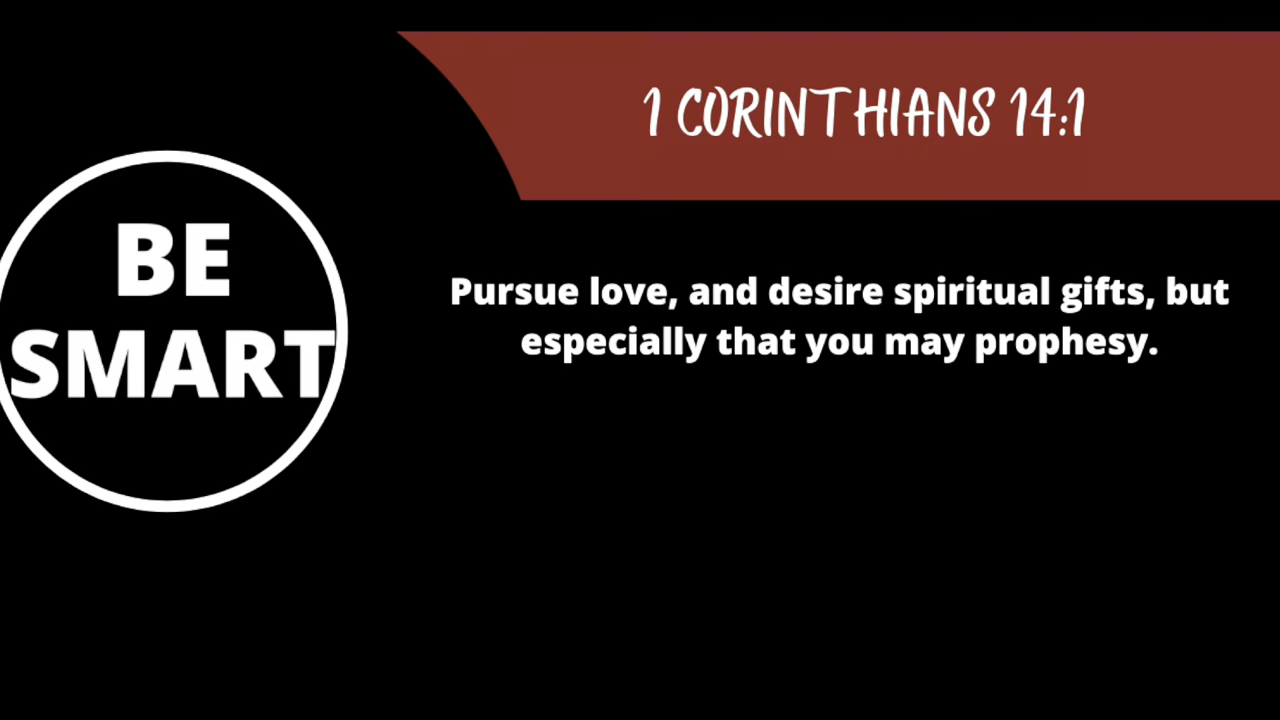 1 CORINTHIANS 14:1
BE
SMART
Pursue love, and desire spiritual gifts, but
especially that you may prophesy.